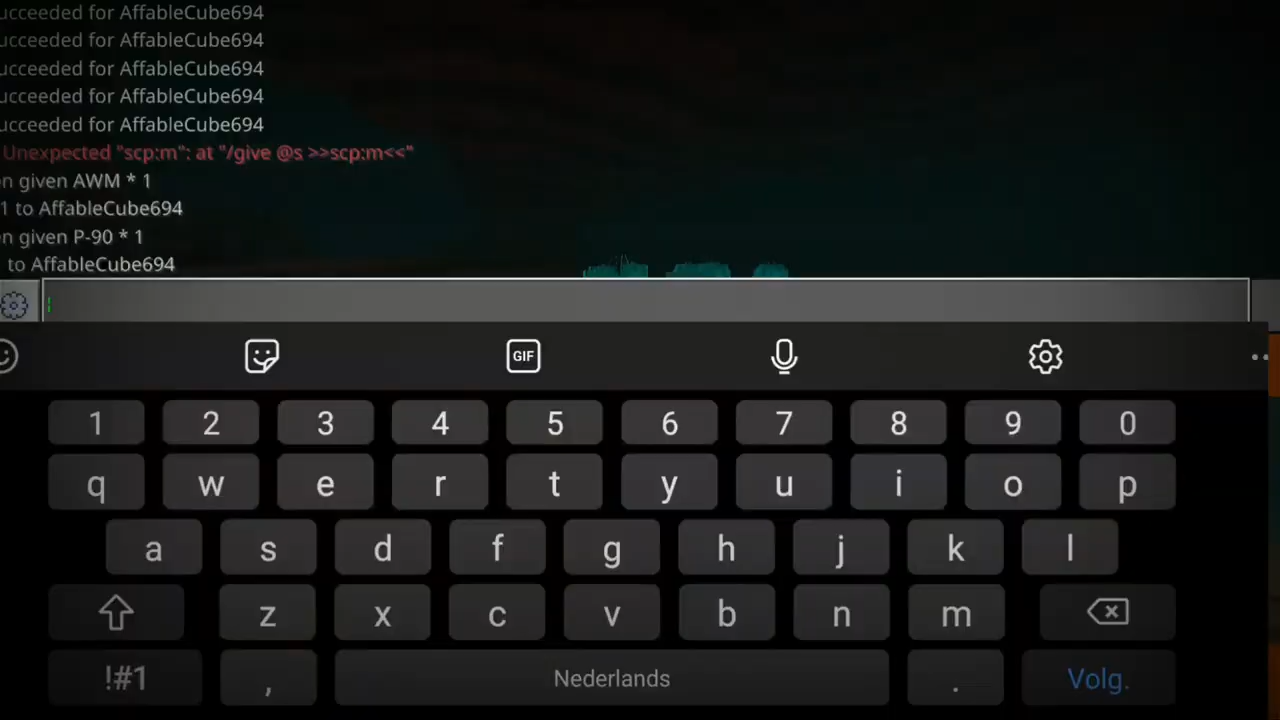 ucceeded for AffableCube694
ucceeded for AffableCube694
ucceeded for AffableCube694
ucceeded for AffableCube694
ucceeded for AffableCube694
Unexpected "scp:m": at "/give @s >>scp:m<<"
n given AWM * 1
1 to AffableCube694
n given P-90 * 1
to AffableCube694
GIF
1 2 3 4 5 6 7 8 9 0
q w e r t y u i o p
a s d f g h j k l
z x c v b n m
!#1 , Nederlands . Volg.